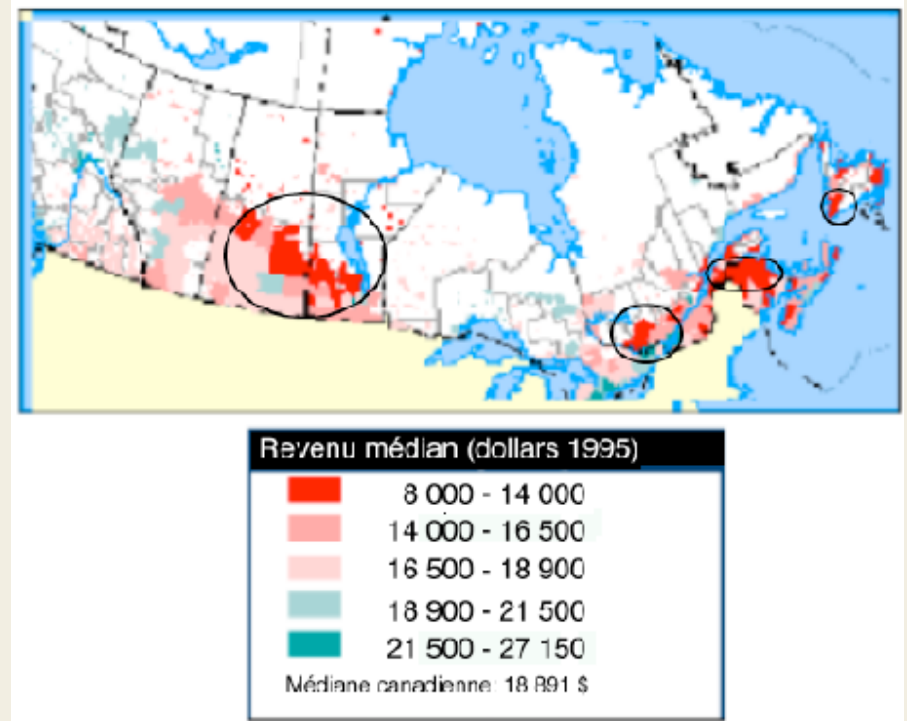 Revenu médian (dollars 1995)
8 000 - 14 000
14 000 - 16 500
16 500 - 18 900
18 900 - 21 500
21 500 - 27 150
Médiane canadienne: 18 891 $